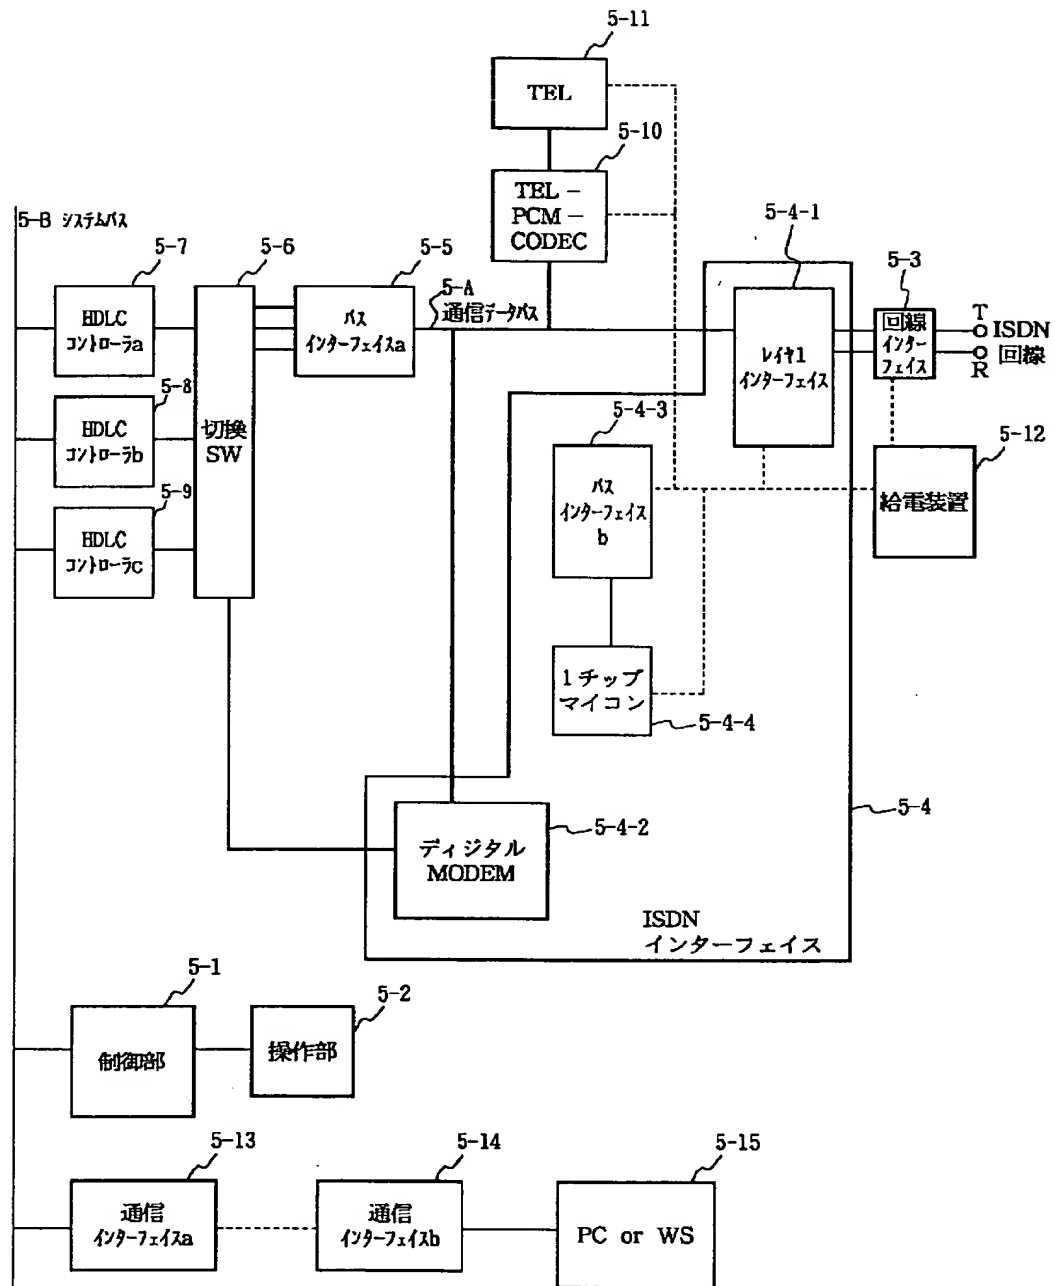 5-11
TEL
5-10
TEL－
PCM－
CODEC
5-B システムバス
5-7
HDLC
コントローラa
5-6
切換
SW
5-5
バス
インターフェイスa
5-A
通信データバス
5-4-1
レイヤ1
インターフェイス
5-3
回線
インター
フェイス
T
ISDN
回線
R
5-8
HDLC
コントローラb
5-9
HDLC
コントローラc
5-4-3
バス
インターフェイス
b
5-12
給電装置
1チップ
マイコン
5-4-4
5-4
5-4-2
ディジタル
MODEM
ISDN
インターフェイス
5-1
制御部
5-2
操作部
5-13
通信
インターフェイスa
5-14
通信
インターフェイスb
5-15
PC or WS